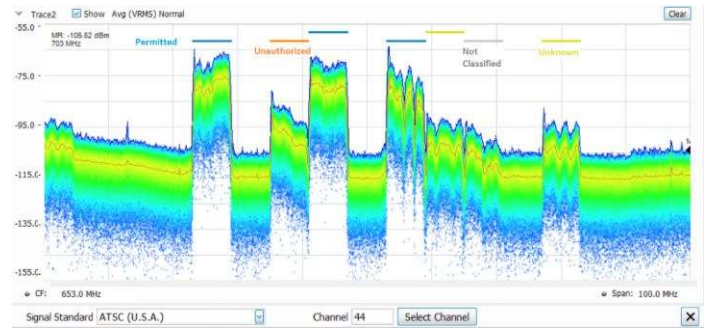 Trace2 Show Avg (VRMS) Normal Clear
-55.0
MR: -106.62 dBm
703 MHz
Permitted
Unauthorized
Not
Classified
Unknown
-75.0
-95.0
-115.0
-135.0
-155.0
CF: 653.0 MHz Span: 100.0 MHz
Signal Standard ATSC (U.S.A.) Channel 44 Select Channel